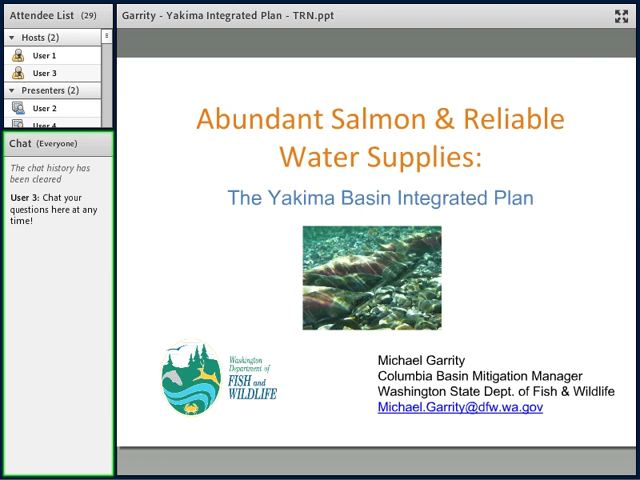 Attendee List (29)
Hosts (2)
User 1
User 3
Presenters (2)
User 2
User 4
Chat (Everyone)
The chat history has
been cleared
User 3: Chat your
questions here at any
time!
Garrity - Yakima Integrated Plan - TRN.ppt
Abundant Salmon & Reliable
Water Supplies:
The Yakima Basin Integrated Plan
Washington
Department of
FISH and
WILDLIFE
Michael Garrity
Columbia Basin Mitigation Manager
Washington State Dept. of Fish & Wildlife
Michael.Garrity@dfw.wa.gov